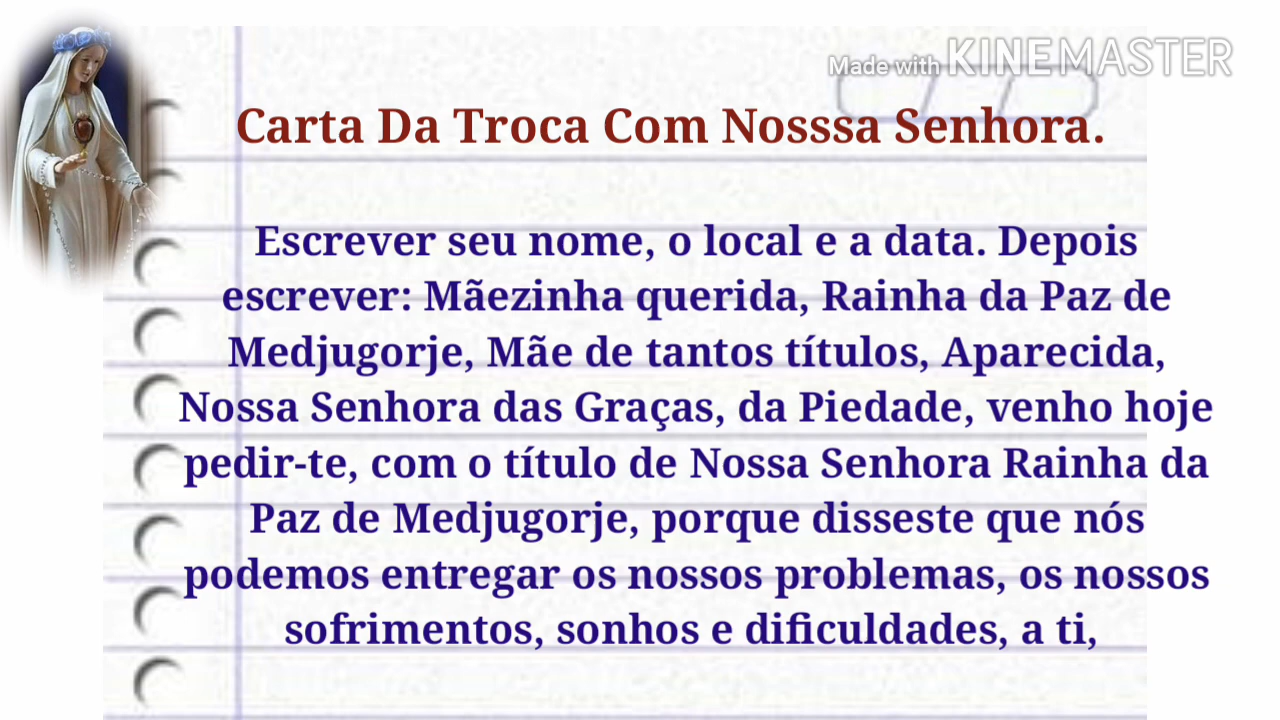 Made with KINEMASTER
Carta Da Troca Com Nosssa Senhora.
Escrever seu nome, o local e a data. Depois
escrever: Mãezinha querida, Rainha da Paz de
Medjugorje, Mãe de tantos títulos, Aparecida,
Nossa Senhora das Graças, da Piedade, venho hoje
pedir-te, com o título de Nossa Senhora Rainha da
Paz de Medjugorje, porque disseste que nós
podemos entregar os nossos problemas, os nossos
sofrimentos, sonhos e dificuldades, a ti,